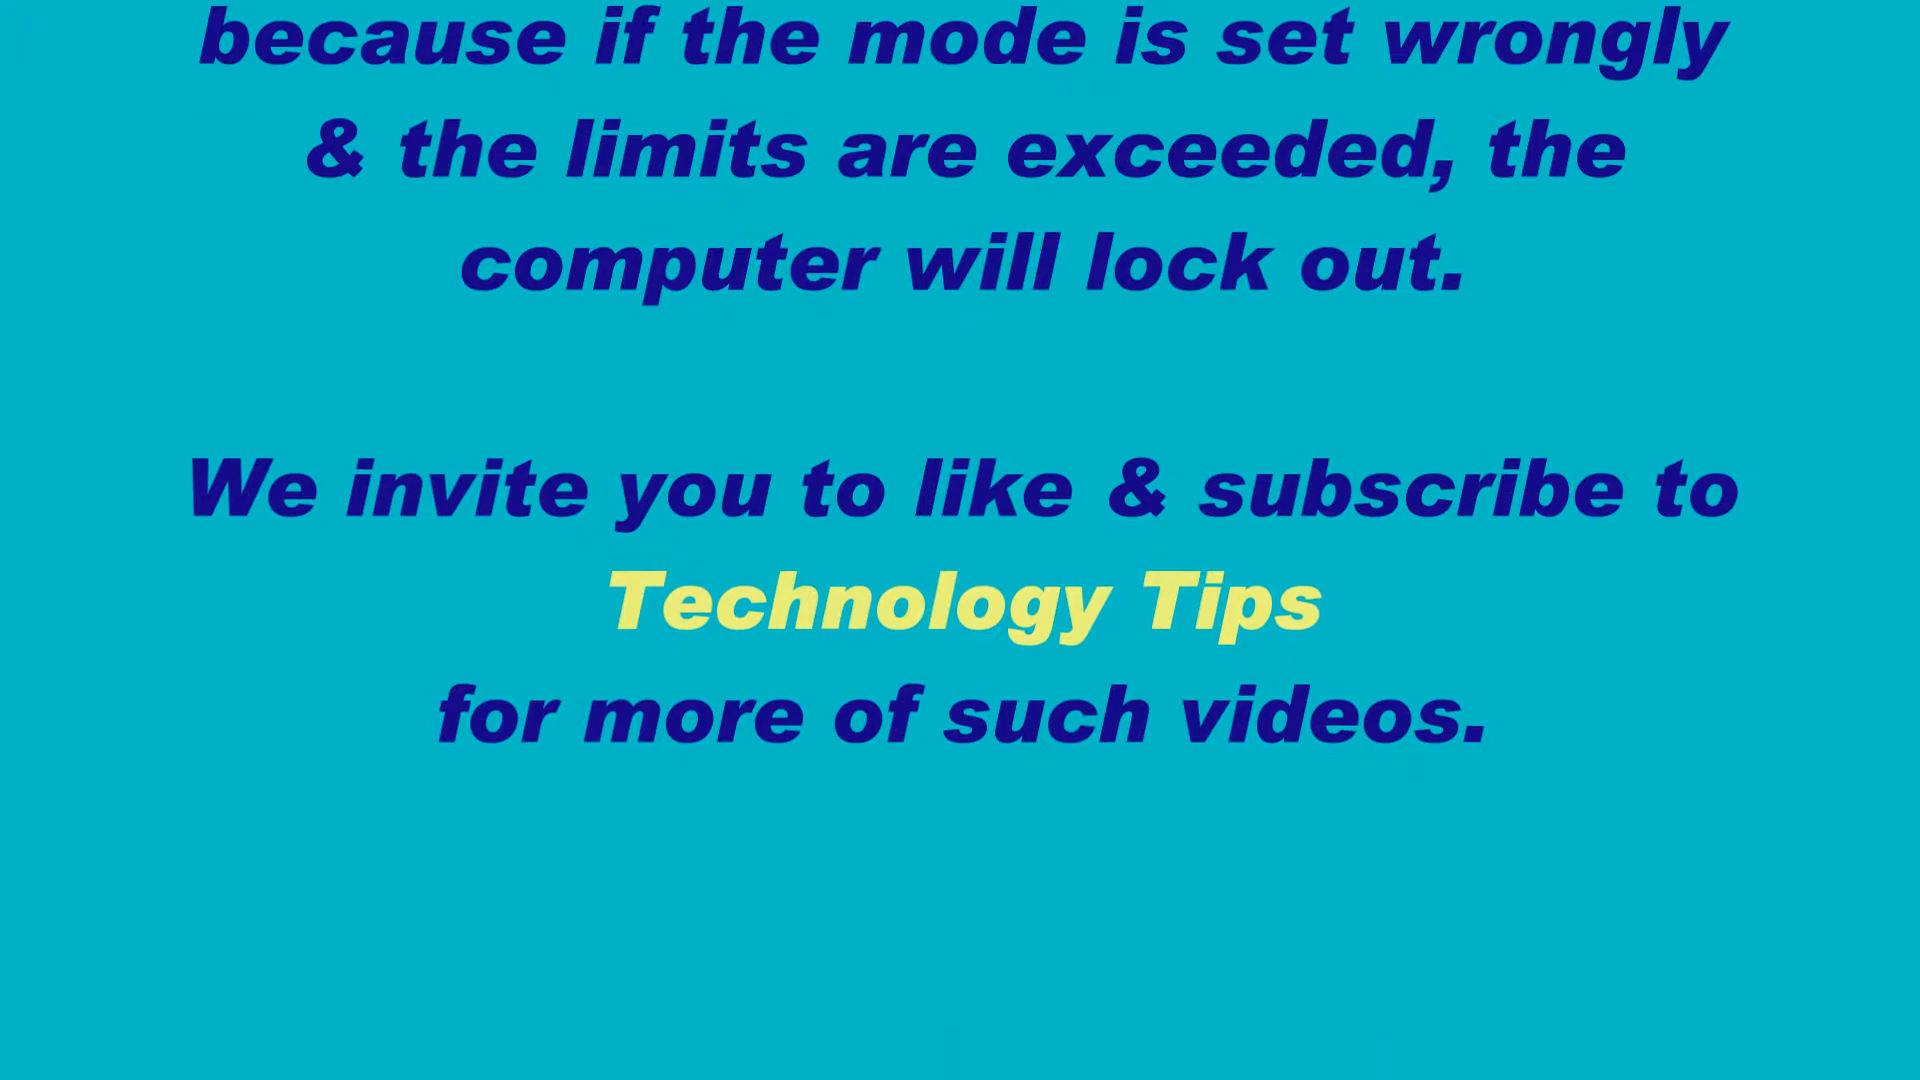 because if the mode is set wrongly
& the limits are exceeded, the
computer will lock out.
We invite you to like & subscribe to
Technology Tips
for more of such videos.